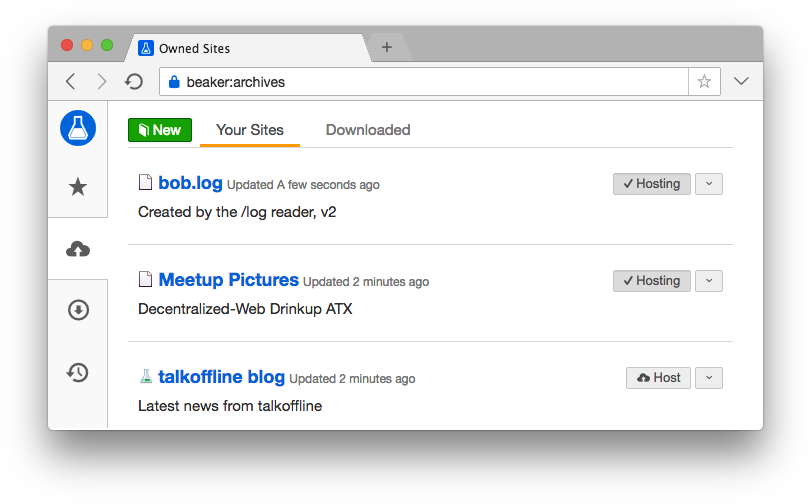 Owned Sites
beaker:archives
New Your Sites Downloaded
bob.log Updated A few seconds ago Hosting
Created by the /log reader, v2
Meetup Pictures Updated 2 minutes ago Hosting
Decentralized-Web Drinkup ATX
talkoffline blog Updated 2 minutes ago Host
Latest news from talkoffline